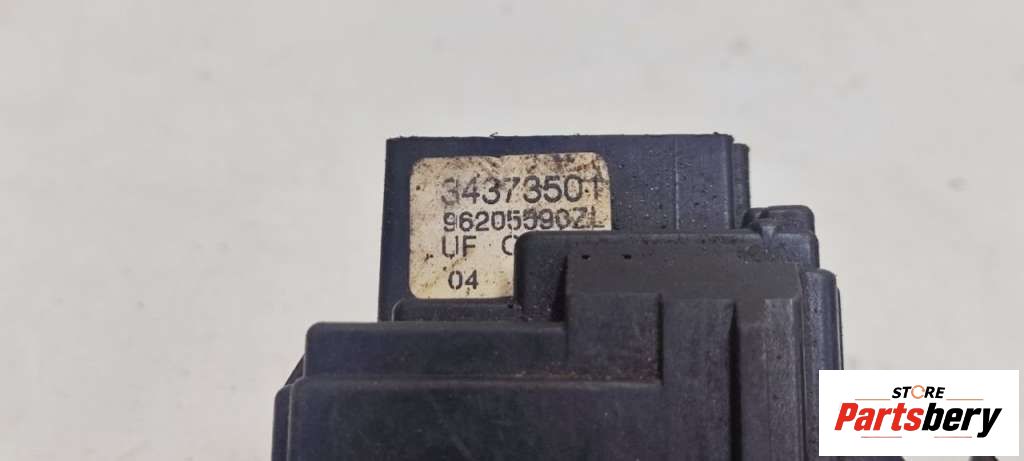 34373501
96205590ZL
UF
04
STORE
Partsbery